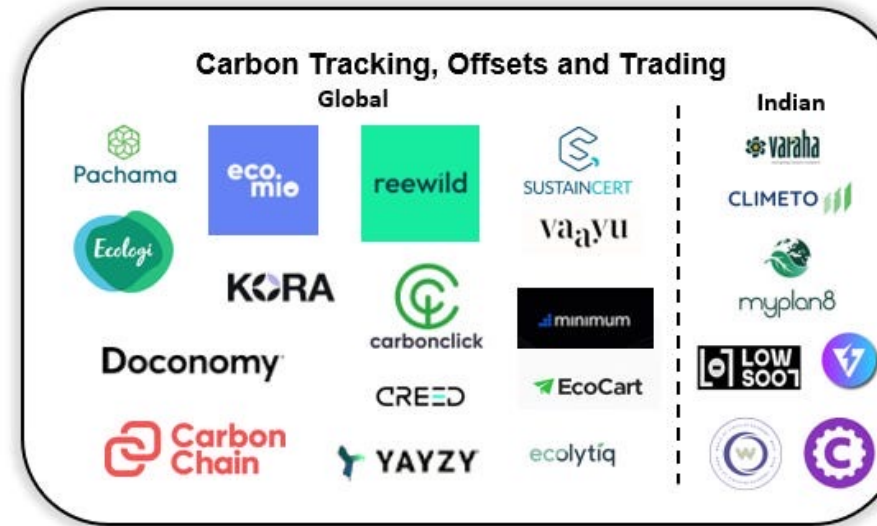 Carbon Tracking, Offsets and Trading
Global
Indian
Pachama
eco.
mio
reewild
SUSTAINCERT
vaayu
Ecologi
KORA
carbonclick
minimum
Doconomy
CREED
EcoCart
Carbon
Chain
YAYZY
ecolytiq
varaha
CLIMETO
myplan8
LOW
SOOT
W
C